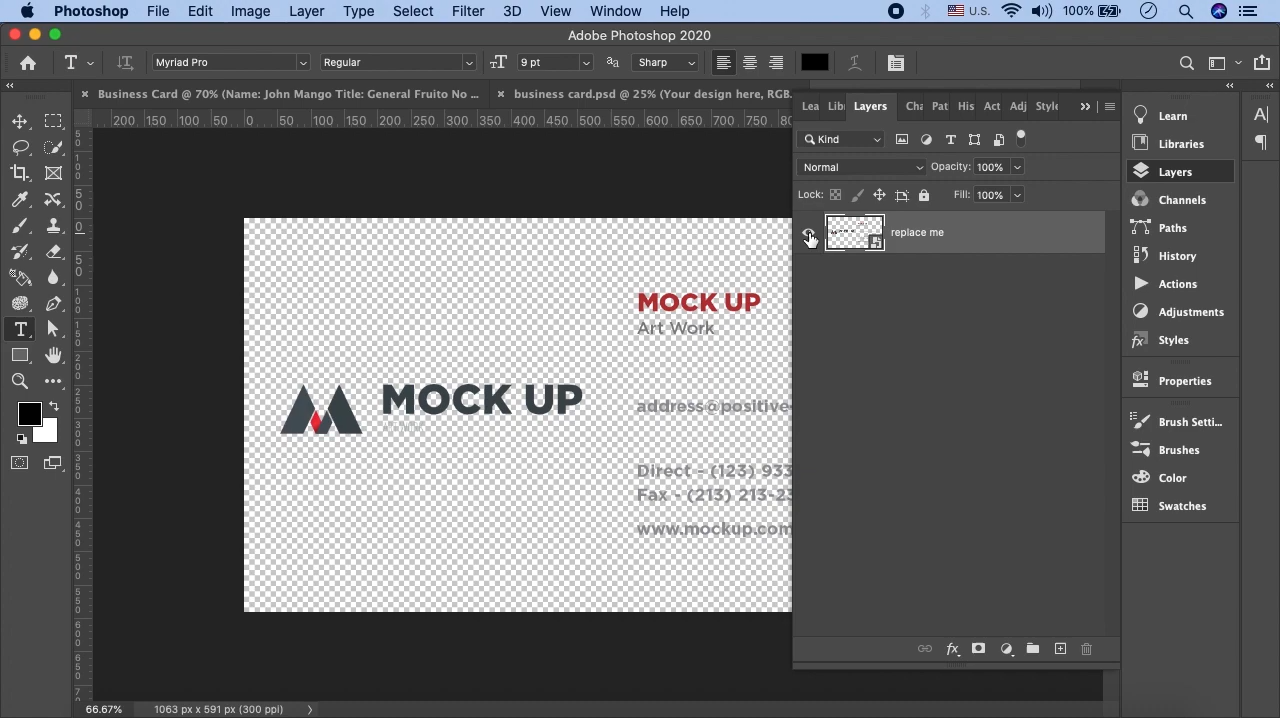 Photoshop File Edit Image Layer Type Select Filter 3D View Window Help U.S. 100%
Adobe Photoshop 2020
T Myriad Pro Regular 9 pt Sharp
Business Card @ 70% (Name: John Mango Title: General Fruito No ... business card.psd @ 25% (Your design here, RGB.
Lea Lib Layers Cha Pat His Act Adj Style
Learn
Libraries
Layers
Channels
Paths
History
Actions
Adjustments
Styles
Properties
Brush Setti...
Brushes
Color
Swatches
200 150 100 50 0 50 100 150 200 250 300 350 400 450 500 550 600 650 700 750
Kind
Normal Opacity: 100%
Lock: Fill: 100%
replace me
MOCK UP
Art Work
MOCK UP
address@positive
Direct - (123) 933
Fax - (213) 213-23
www.mockup.com
66.67% 1063 px x 591 px (300 ppi)